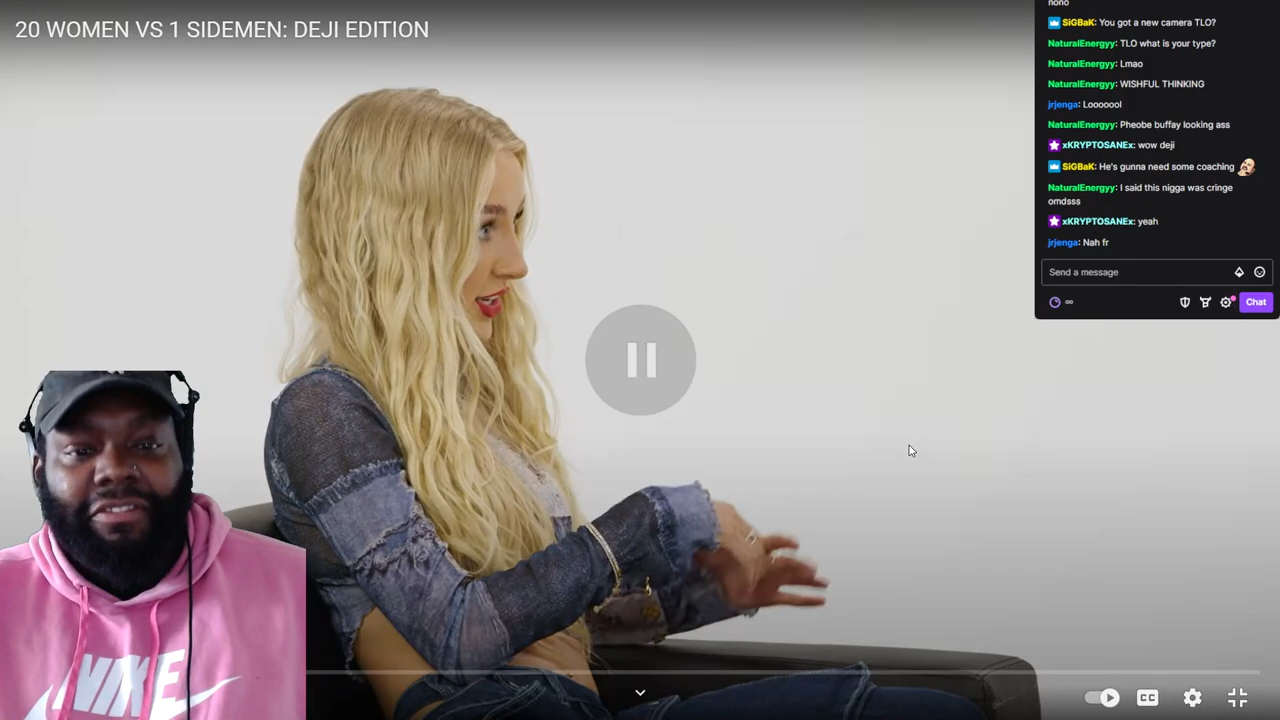 20 WOMEN VS 1 SIDEMEN: DEJI EDITION
nono
SiGBaK: You got a new camera TLO?
NaturalEnergyy: TLO what is your type?
NaturalEnergyy: Lmao
NaturalEnergyy: WISHFUL THINKING
jrjenga: Looooool
NaturalEnergyy: Pheobe buffay looking ass
xKRYPTOSANEx: wow deji
SiGBaK: He's gunna need some coaching
NaturalEnergyy: I said this nigga was cringe
omdsss
xKRYPTOSANEx: yeah
jrjenga: Nah fr
Send a message
∞
Chat
NIKE
CC